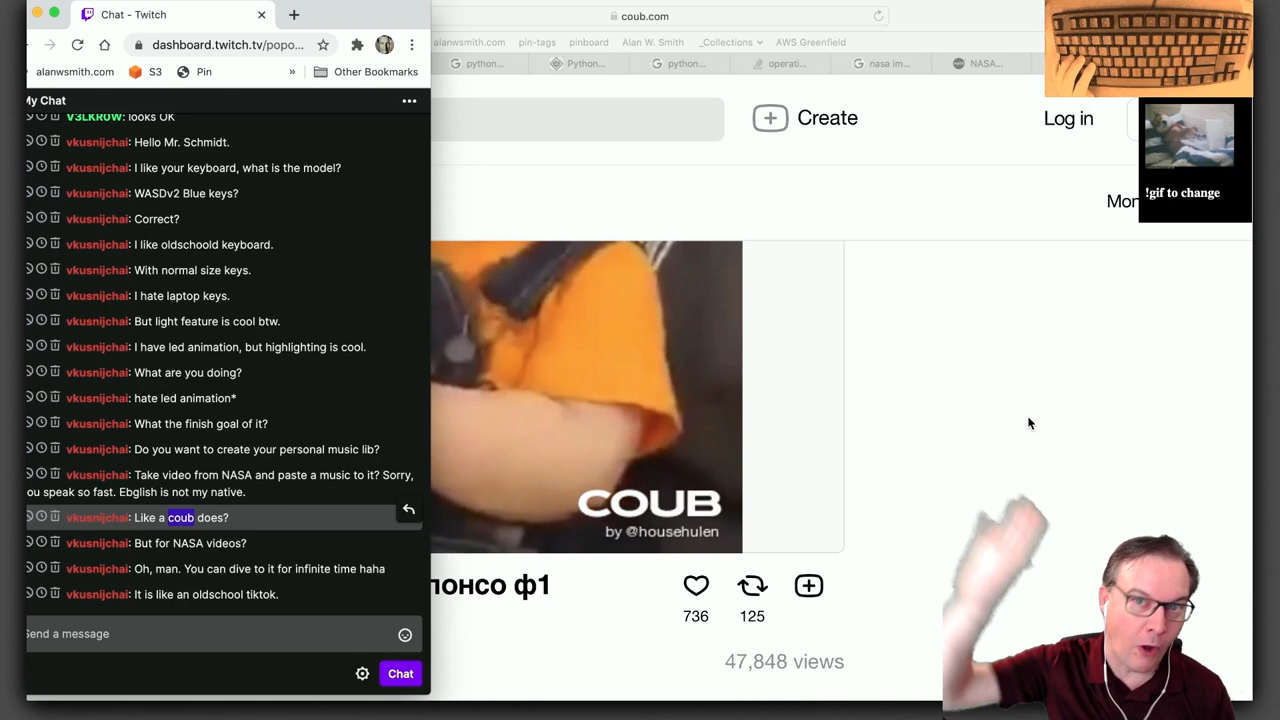 Chat - Twitch
dashboard.twitch.tv/popo...
alanwsmith.com
S3
Pin
»
Other Bookmarks
My Chat
V3LKR0W: looks OK
vkusnijchai: Hello Mr. Schmidt.
vkusnijchai: I like your keyboard, what is the model?
vkusnijchai: WASDv2 Blue keys?
vkusnijchai: Correct?
vkusnijchai: I like oldschoold keyboard.
vkusnijchai: With normal size keys.
vkusnijchai: I hate laptop keys.
vkusnijchai: But light feature is cool btw.
vkusnijchai: I have led animation, but highlighting is cool.
vkusnijchai: What are you doing?
vkusnijchai: hate led animation*
vkusnijchai: What the finish goal of it?
vkusnijchai: Do you want to create your personal music lib?
vkusnijchai: Take video from NASA and paste a music to it? Sorry,
ou speak so fast. Ebglish is not my native.
vkusnijchai: Like a coub does?
vkusnijchai: But for NASA videos?
vkusnijchai: Oh, man. You can dive to it for infinite time haha
vkusnijchai: It is like an oldschool tiktok.
Send a message
Chat
coub.com
alanwsmith.com
pin-tags
pinboard
Alan W. Smith
_Collections
AWS Greenfield
python...
Python...
python...
operati...
nasa im...
NASA...
Create
Log in
Mor
!gif to change
COUB
by @househulen
лонсо ф1
736
125
47,848 views